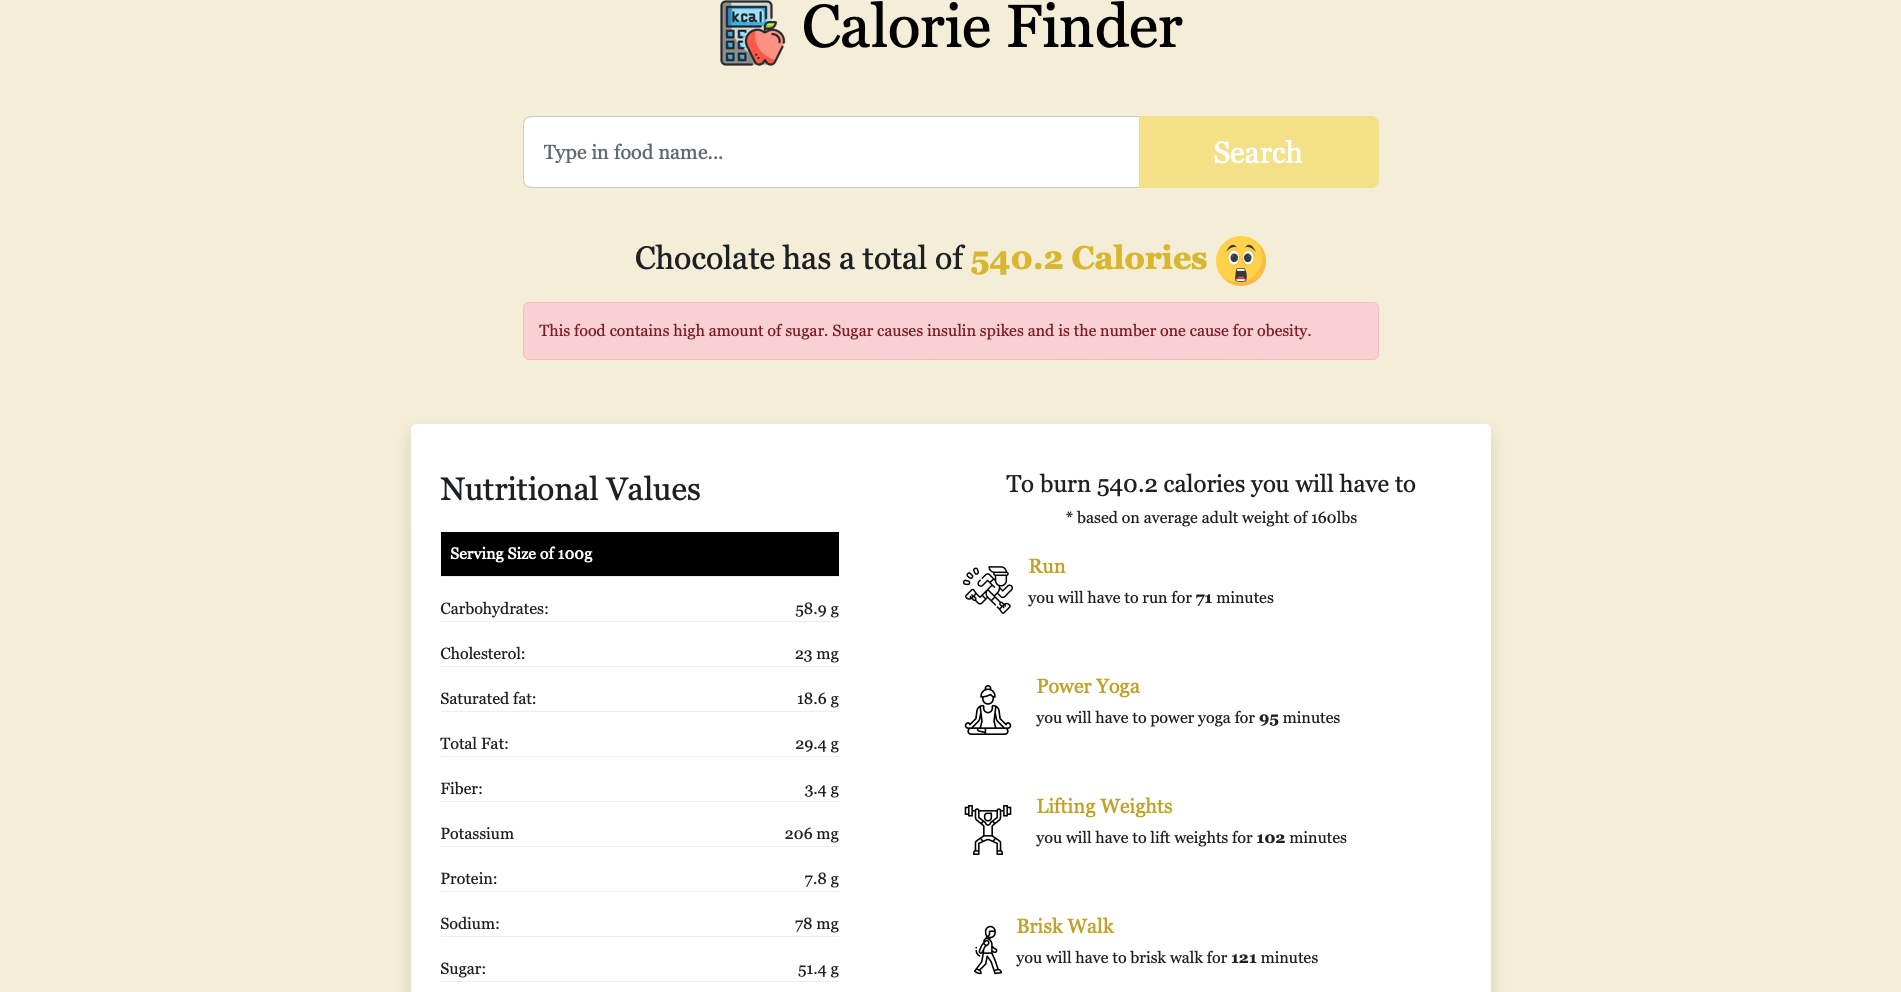 kcal
Calorie Finder
Type in food name...
Search
Chocolate has a total of 540.2 Calories
This food contains high amount of sugar. Sugar causes insulin spikes and is the number one cause for obesity.
Nutritional Values
Serving Size of 100g
Carbohydrates: 58.9 g
Cholesterol: 23 mg
Saturated fat: 18.6 g
Total Fat: 29.4 g
Fiber: 3.4 g
Potassium 206 mg
Protein: 7.8 g
Sodium: 78 mg
Sugar: 51.4 g
To burn 540.2 calories you will have to
* based on average adult weight of 160lbs
Run
you will have to run for 71 minutes
Power Yoga
you will have to power yoga for 95 minutes
Lifting Weights
you will have to lift weights for 102 minutes
Brisk Walk
you will have to brisk walk for 121 minutes